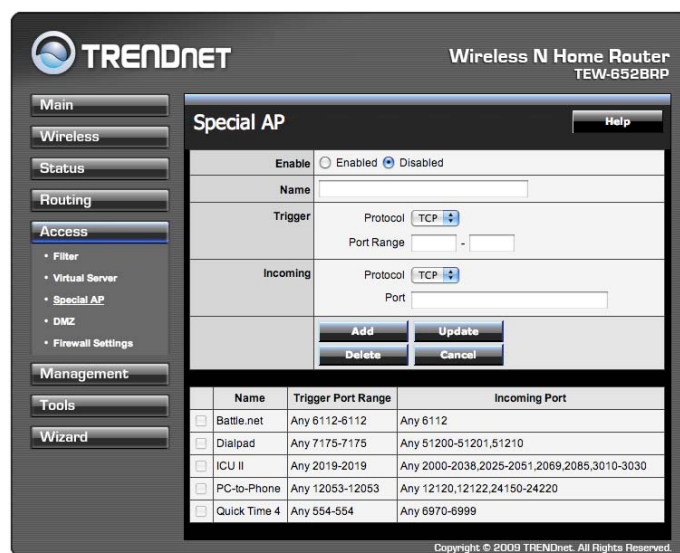 TRENDNET
Wireless N Home Router
TEW-652BRP
Main
Wireless
Status
Routing
Access
• Filter
• Virtual Server
• Special AP
• DMZ
• Firewall Settings
Management
Tools
Wizard
Special AP
Help
Enable Enabled Disabled
Name
Trigger Protocol TCP
Port Range -
Incoming Protocol TCP
Port
Add Update
Delete Cancel
Name Trigger Port Range Incoming Port
Battle.net Any 6112-6112 Any 6112
Dialpad Any 7175-7175 Any 51200-51201,51210
ICU II Any 2019-2019 Any 2000-2038,2025-2051,2069,2085,3010-3030
PC-to-Phone Any 12053-12053 Any 12120,12122,24150-24220
Quick Time 4 Any 554-554 Any 6970-6999
Copyright © 2009 TRENDnet. All Rights Reserved.